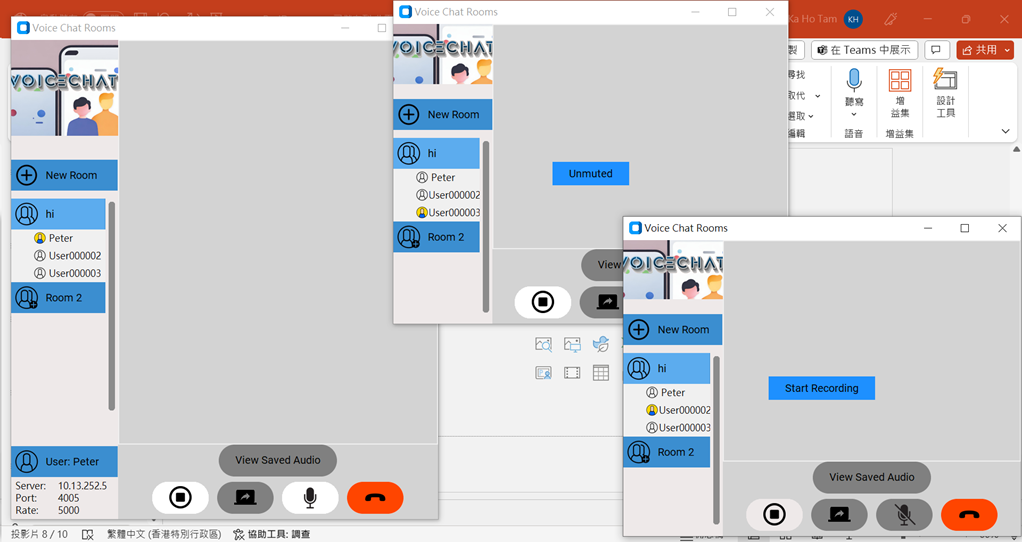 Voice Chat Rooms
VOICECHAT
New Room
hi
Peter
User000002
User000003
Room 2
User: Peter
Server: 10.13.252.5
Port: 4005
Rate: 5000
View Saved Audio
Voice Chat Rooms
VOICECHAT
New Room
hi
Peter
User000002
User000003
Room 2
Unmuted
View
Voice Chat Rooms
VOICECHAT
New Room
hi
Peter
User000002
User000003
Room 2
Start Recording
View Saved Audio
Ka Ho Tam KH
製
在 Teams 中展示
共用
尋找
取代
選取
編輯
聽寫
語音
增益集
增益集
設計工具
投影片 8 / 10
繁體中文 (香港特別行政區)
協助工具: 調查